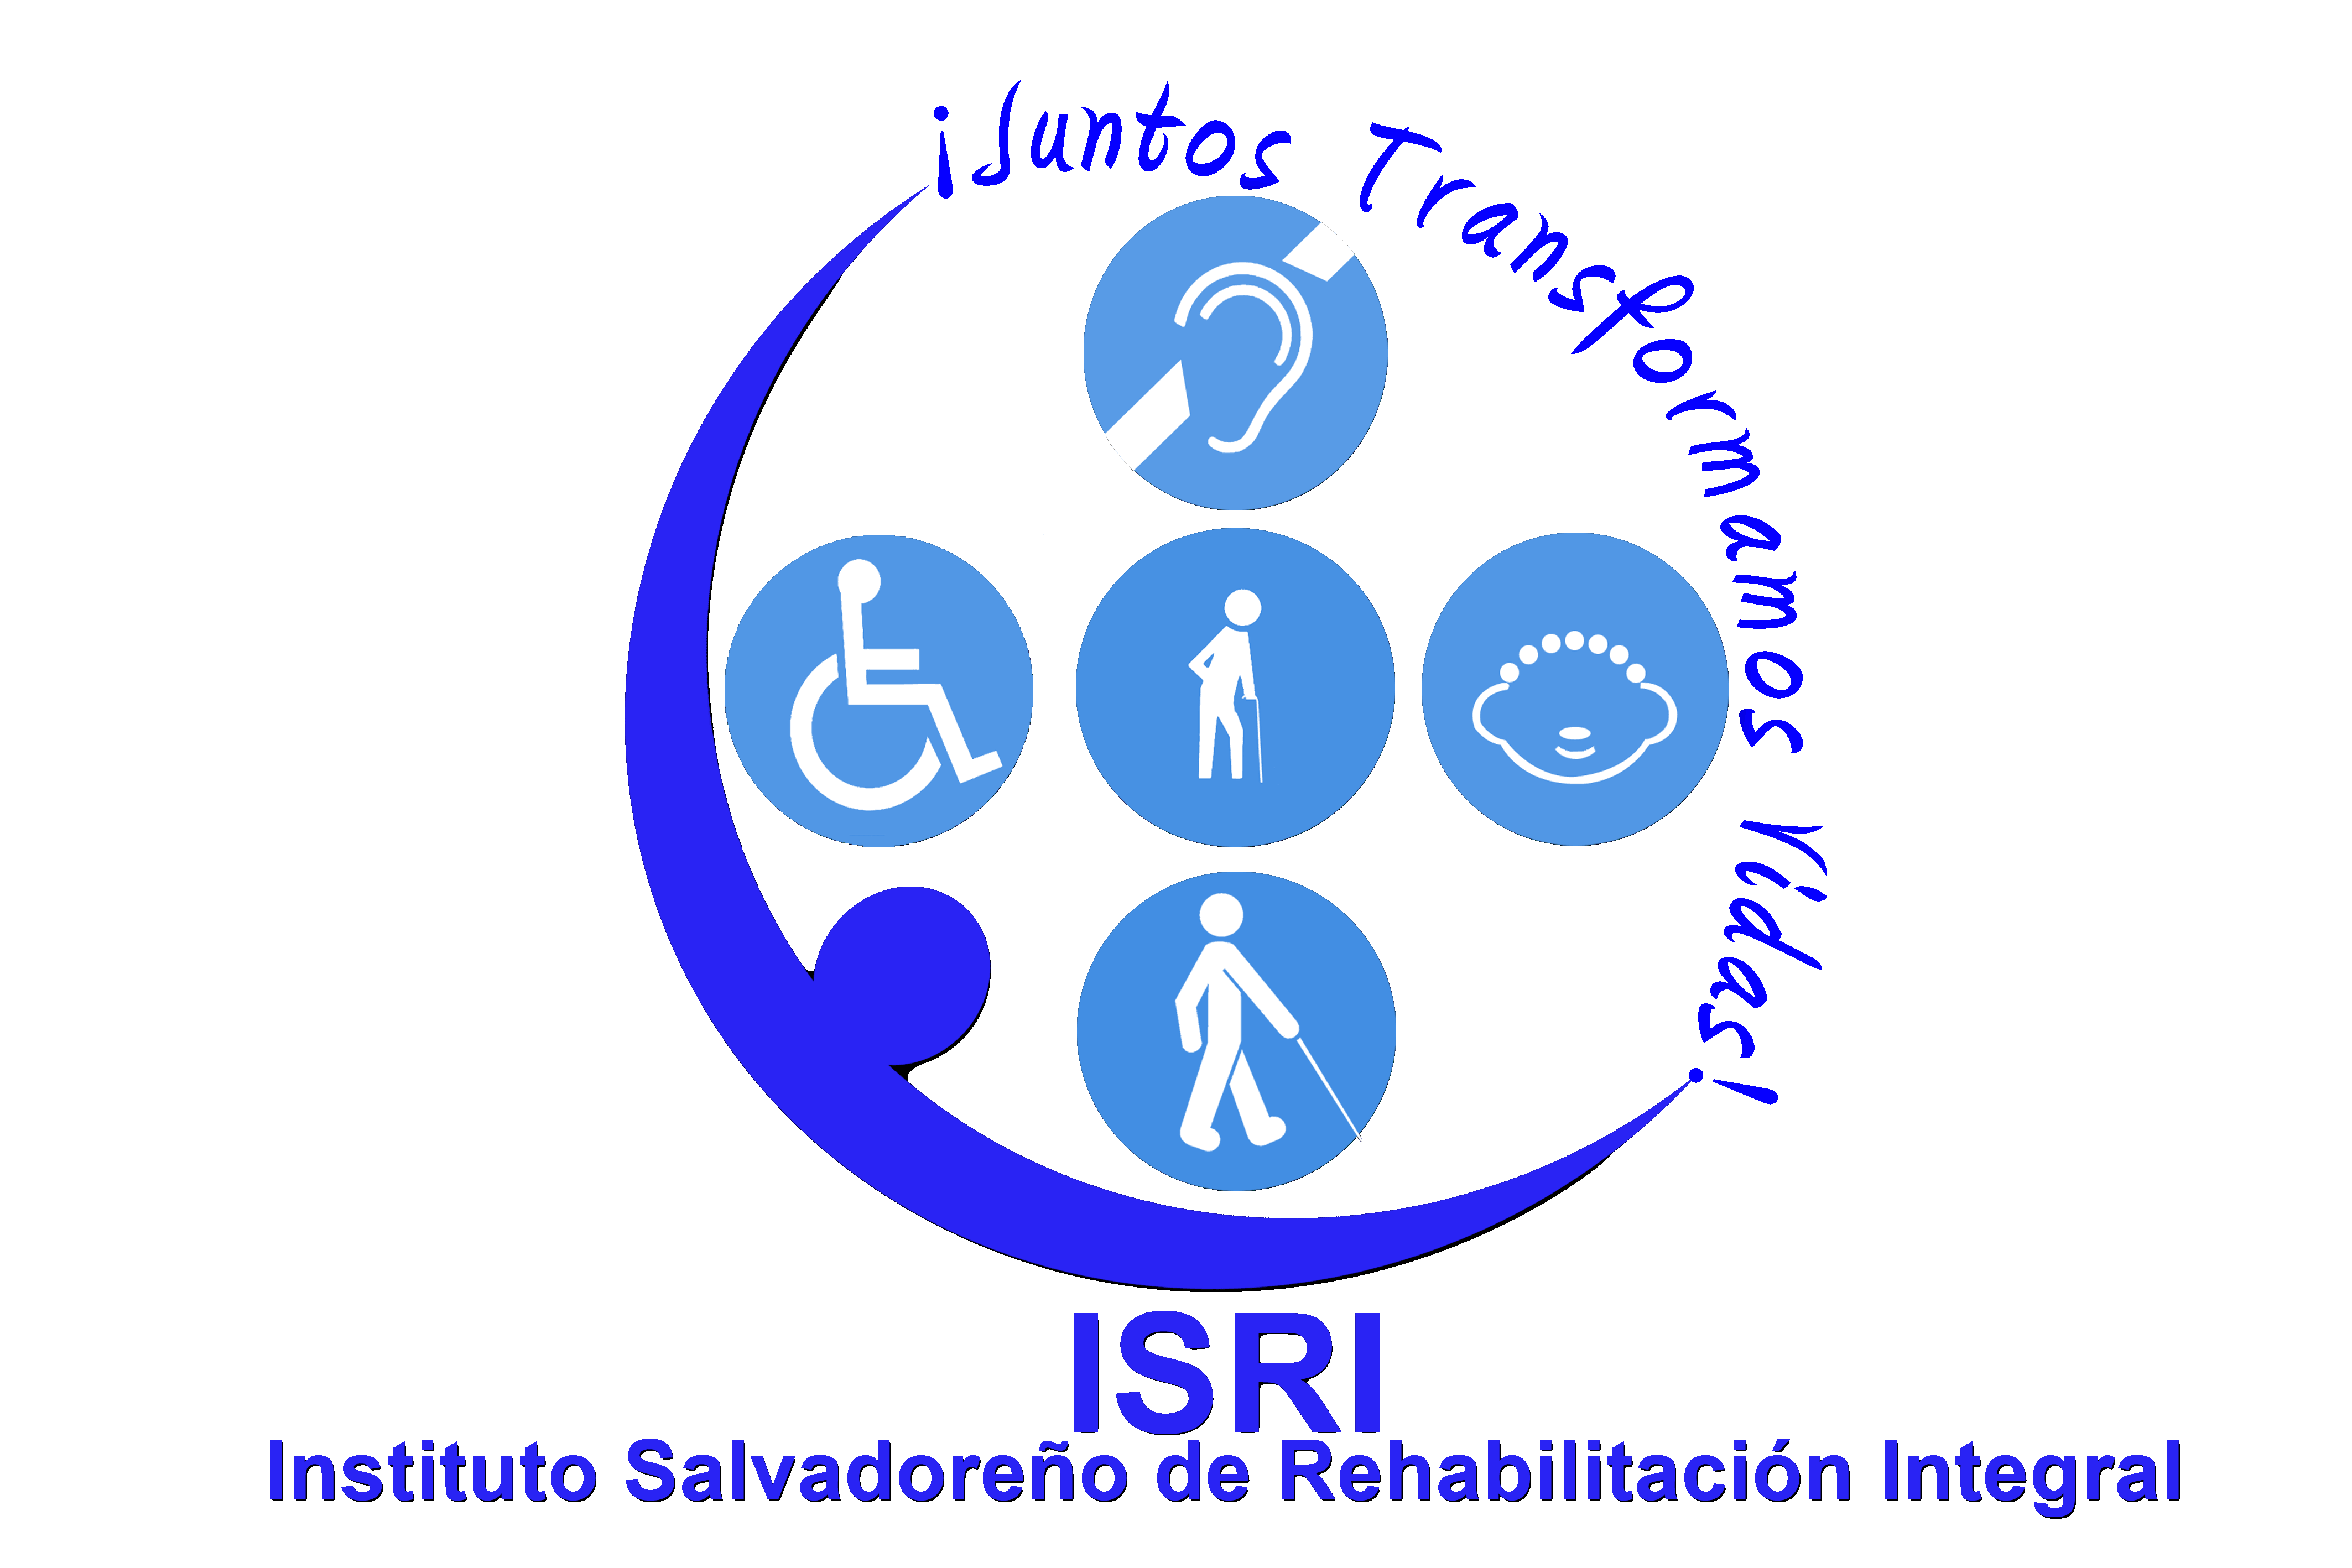 ¡Juntos Transformamos Vidas!
ISRI
Instituto Salvadoreño de Rehabilitación Integral